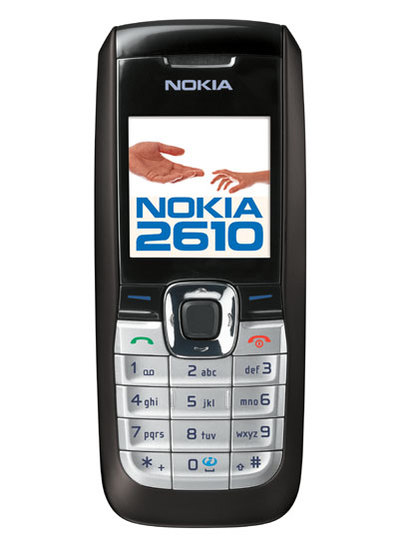 NOKIA
NOKIA
2610
1 2 abc def 3
4 ghi 5 jkl mno 6
7 pqrs 8 tuv wxyz 9
* + 0 #